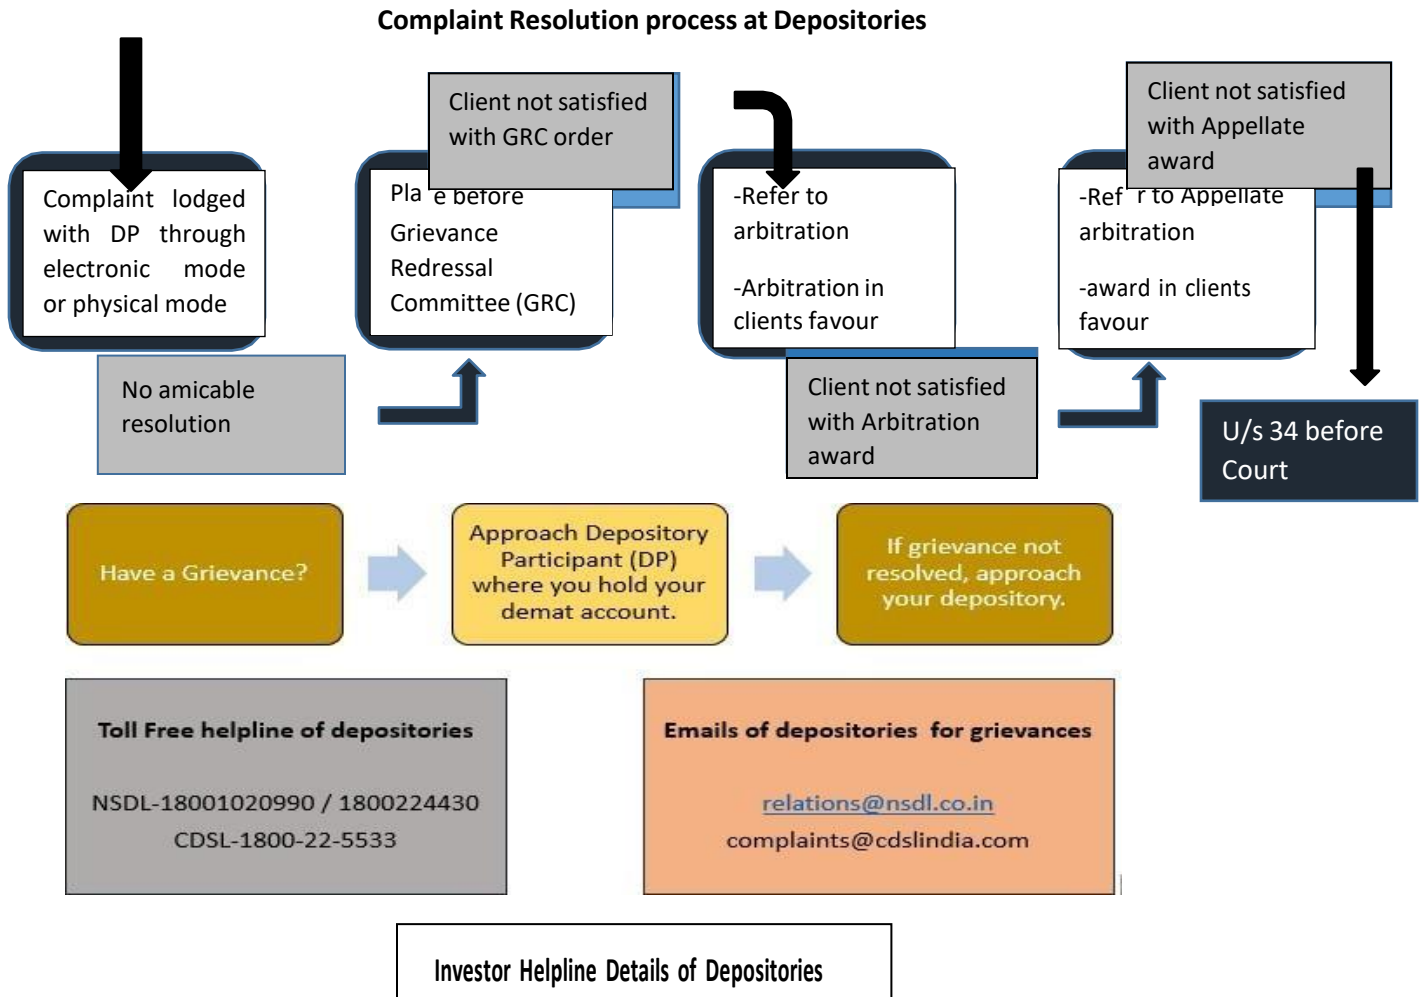 Complaint Resolution process at Depositories
Complaint lodged
with DP through
electronic mode
or physical mode
No amicable
resolution
Pla e before
Grievance
Redressal
Committee (GRC)
Client not satisfied
with GRC order
-Refer to
arbitration
-Arbitration in
clients favour
Client not satisfied
with Arbitration
award
-Ref r to Appellate
arbitration
-award in clients
favour
Client not satisfied
with Appellate
award
U/s 34 before
Court
Have a Grievance?
Approach Depository
Participant (DP)
where you hold your
demat account.
If grievance not
resolved, approach
your depository.
Toll Free helpline of depositories
NSDL-18001020990 / 1800224430
CDSL-1800-22-5533
Emails of depositories for grievances
relations@nsdl.co.in
complaints@cdslindia.com
Investor Helpline Details of Depositories